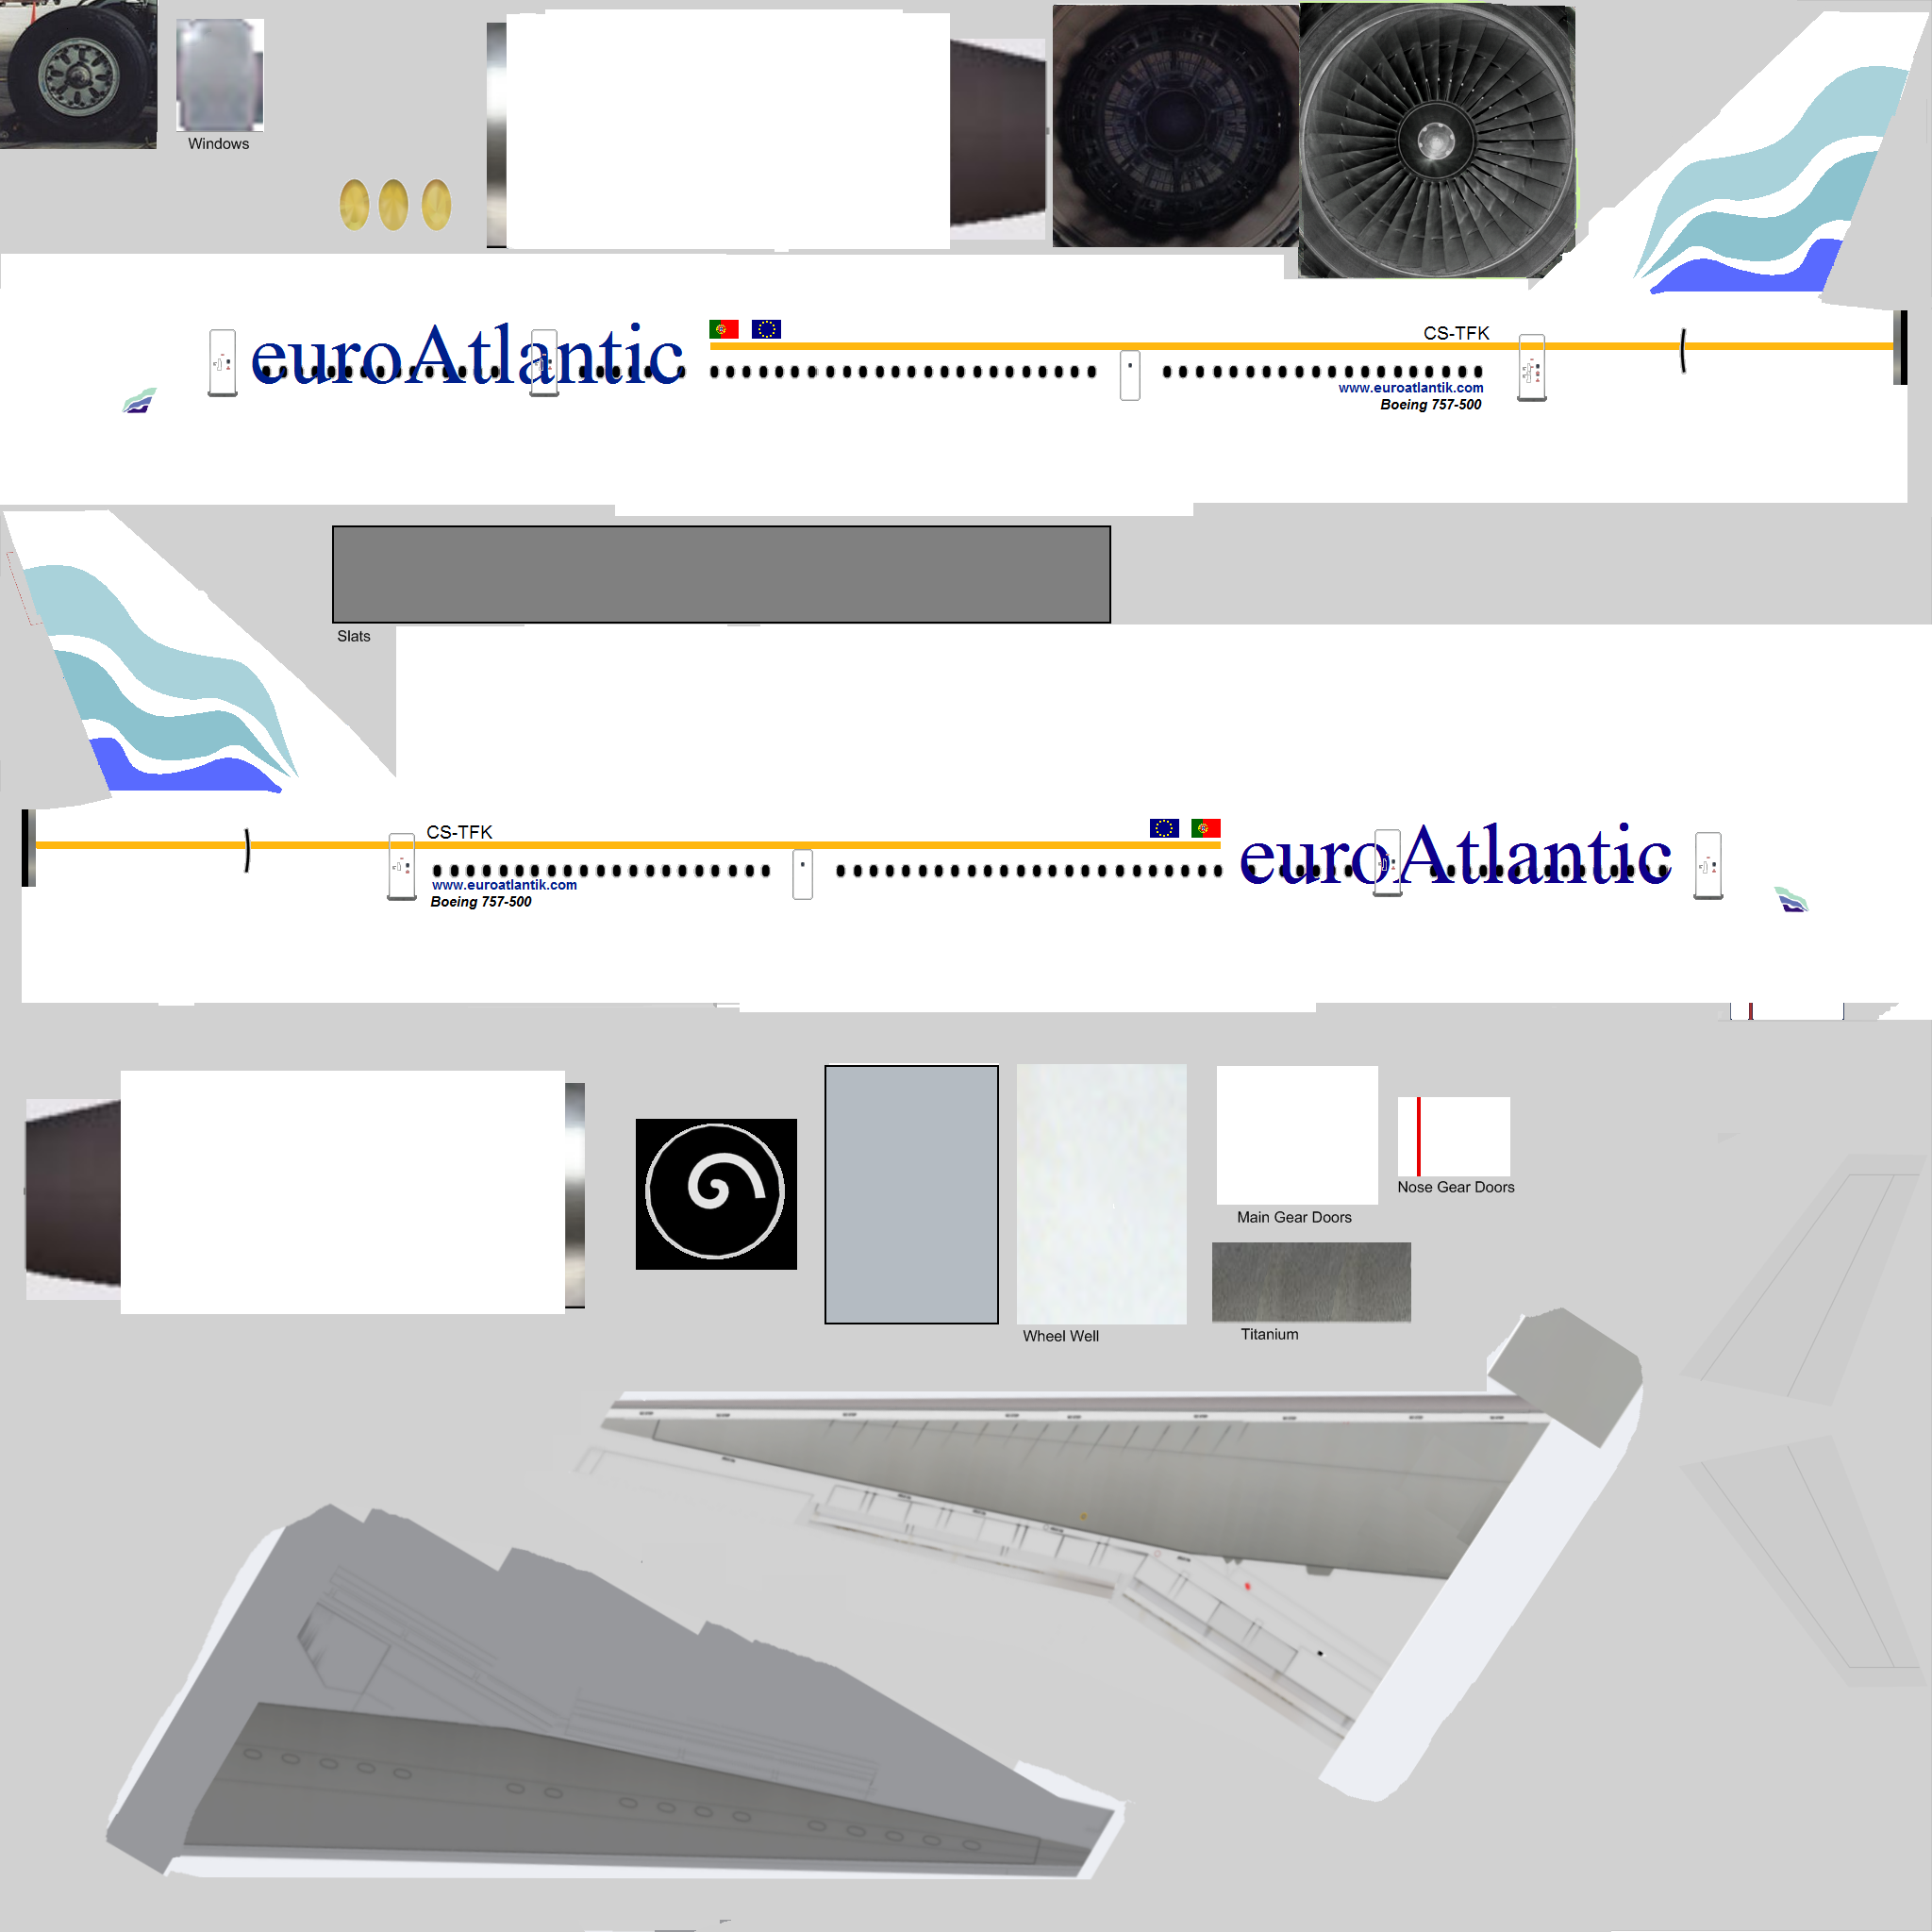 Windows
euroAtlantic
CS-TFK
www.euroatlantik.com
Boeing 757-500
Slats
CS-TFK
www.euroatlantik.com
Boeing 757-500
euroAtlantic
Nose Gear Doors
Main Gear Doors
Wheel Well
Titanium